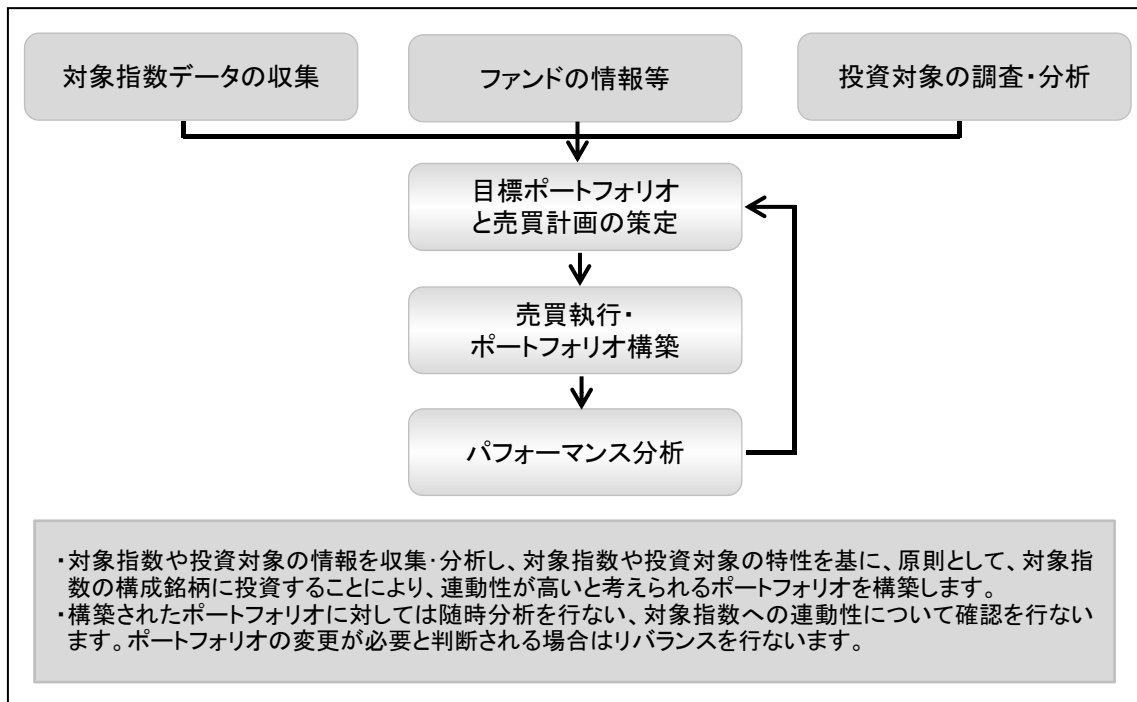 対象指数データの収集
ファンドの情報等
投資対象の調査・分析
目標ポートフォリオ
と売買計画の策定
売買執行・
ポートフォリオ構築
パフォーマンス分析
・対象指数や投資対象の情報を収集・分析し、対象指数や投資対象の特性を基に、原則として、対象指
数の構成銘柄に投資することにより、連動性が高いと考えられるポートフォリオを構築します。
・構築されたポートフォリオに対しては随時分析を行ない、対象指数への連動性について確認を行ない
ます。ポートフォリオの変更が必要と判断される場合はリバランスを行ないます。